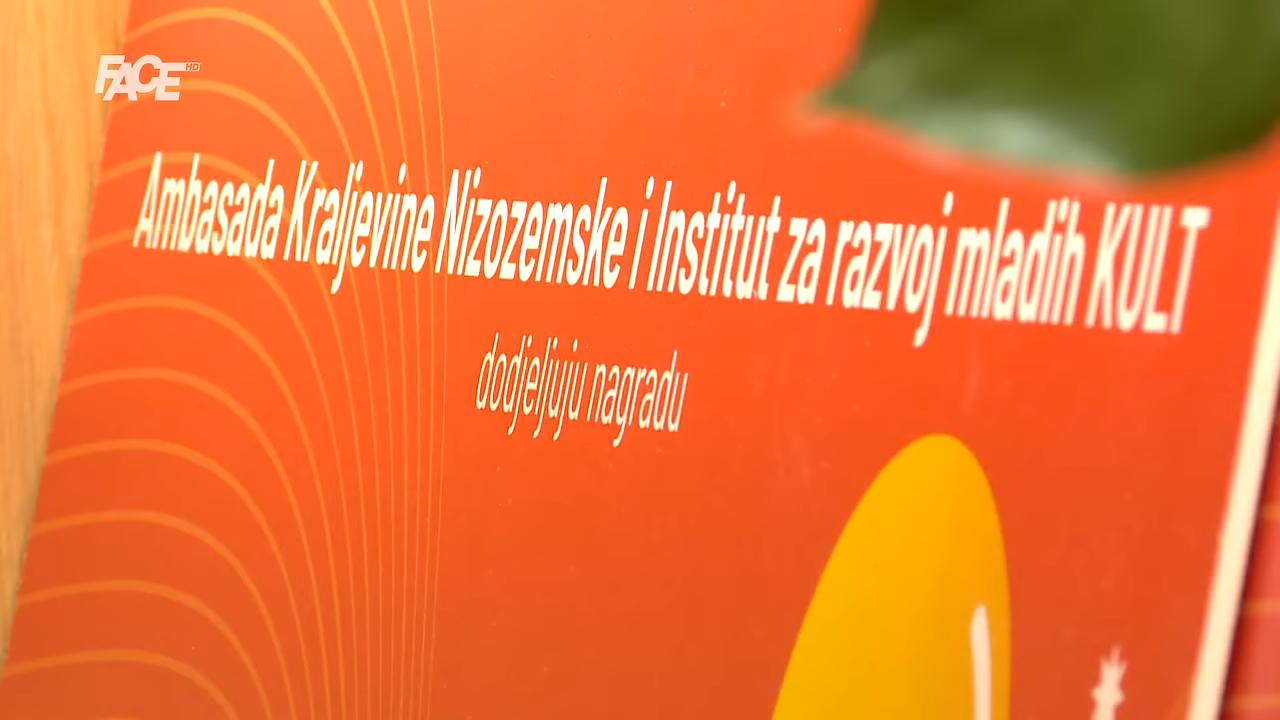 FACE HD
Ambasada Kraljevine Nizozemske i Institut za razvoj mladih KULT
dodjeljuju nagradu